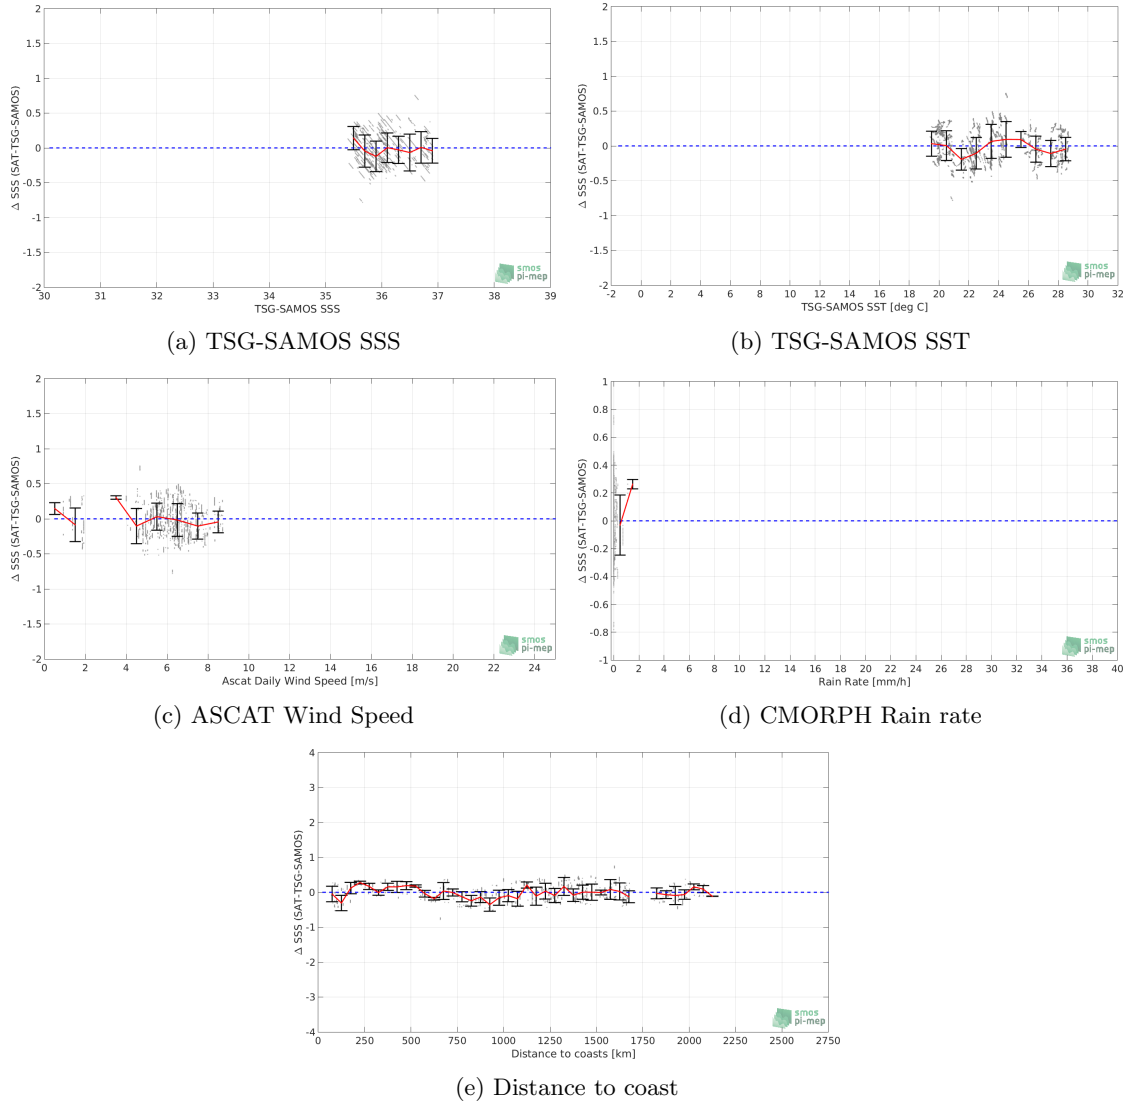 2
1.5
1
0.5
0
-0.5
-1
-1.5
-2
Δ SSS (SAT-TSG-SAMOS)
30 31 32 33 34 35 36 37 38 39
TSG-SAMOS SSS
smos
pi-mep
(a) TSG-SAMOS SSS
2
1.5
1
0.5
0
-0.5
-1
-1.5
-2
Δ SSS (SAT-TSG-SAMOS)
-2 0 2 4 6 8 10 12 14 16 18 20 22 24 26 28 30 32
TSG-SAMOS SST [deg C]
smos
pi-mep
(b) TSG-SAMOS SST
2
1.5
1
0.5
0
-0.5
-1
-1.5
-2
Δ SSS (SAT-TSG-SAMOS)
0 2 4 6 8 10 12 14 16 18 20 22 24
Ascat Daily Wind Speed [m/s]
smos
pi-mep
(c) ASCAT Wind Speed
1
0.8
0.6
0.4
0.2
0
-0.2
-0.4
-0.6
-0.8
-1
Δ SSS (SAT-TSG-SAMOS)
0 2 4 6 8 10 12 14 16 18 20 22 24 26 28 30 32 34 36 38 40
Rain Rate [mm/h]
smos
pi-mep
(d) CMORPH Rain rate
4
3
2
1
0
-1
-2
-3
-4
Δ SSS (SAT-TSG-SAMOS)
0 250 500 750 1000 1250 1500 1750 2000 2250 2500 2750
Distance to coasts [km]
smos
pi-mep
(e) Distance to coast